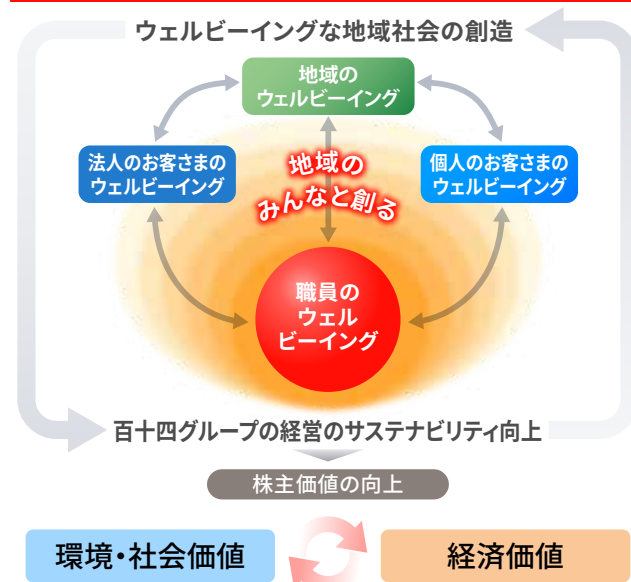 ウェルビーイングな地域社会の創造
地域の
ウェルビーイング
法人のお客さまの
ウェルビーイング
地域の
みんなと創る
個人のお客さまの
ウェルビーイング
職員の
ウェル
ビーイング
百十四グループの経営のサステナビリティ向上
株主価値の向上
環境・社会価値
経済価値